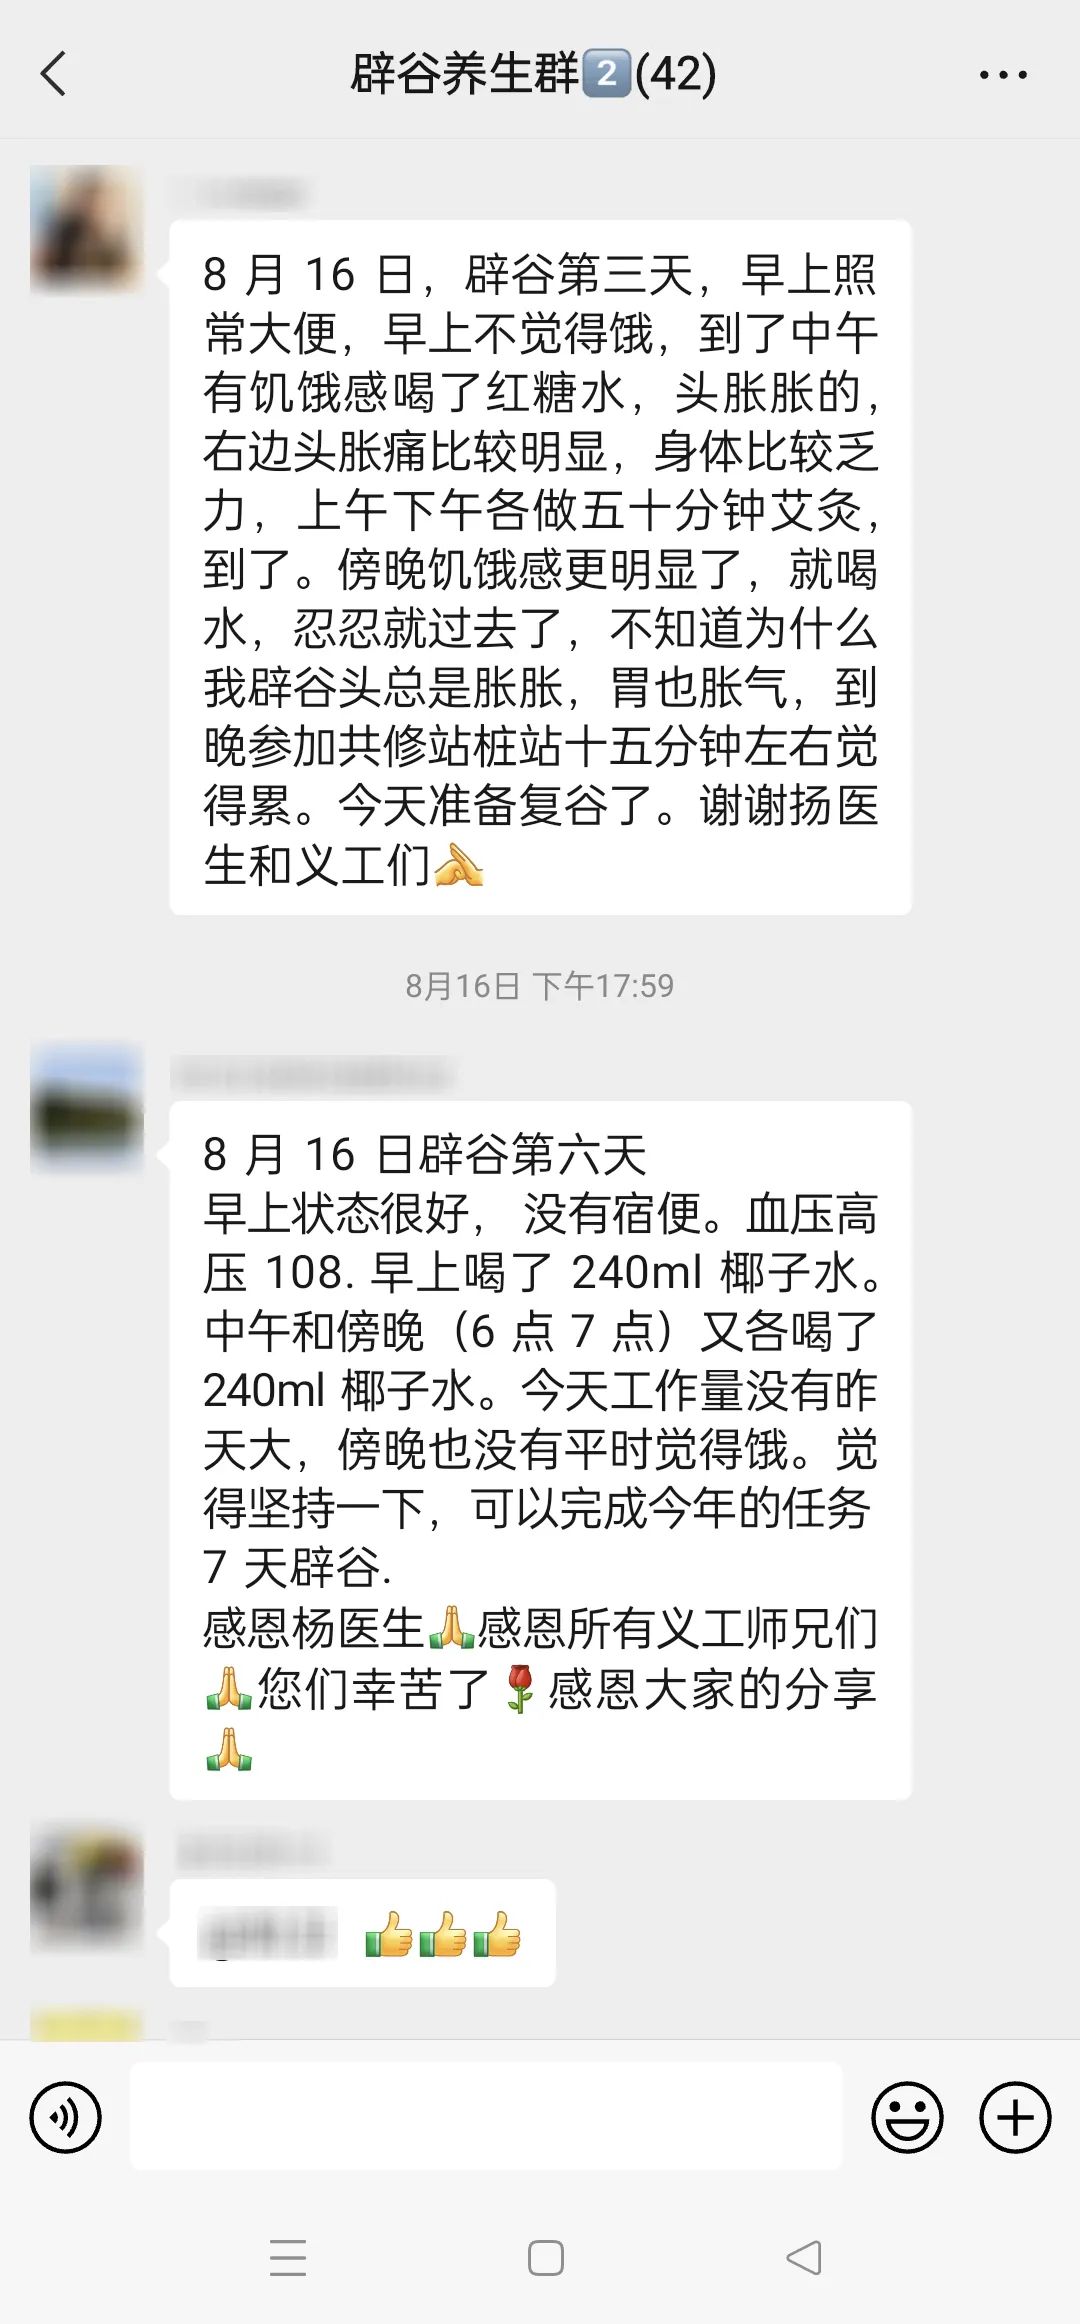 辟谷养生群2️⃣(42)
8 月 16 日，辟谷第三天，早上照
常大便，早上不觉得饿，到了中午
有饥饿感喝了红糖水，头胀胀的，
右边头胀痛比较明显，身体比较乏
力，上午下午各做五十分钟艾灸，
到了。傍晚饥饿感更明显了，就喝
水，忍忍就过去了，不知道为什么
我辟谷头总是胀胀，胃也胀气，到
晚参加共修站桩站十五分钟左右觉
得累。今天准备复谷了。谢谢扬医
生和义工们
8月16日 下午17:59
8 月 16 日辟谷第六天
早上状态很好， 没有宿便。血压高
压 108. 早上喝了 240ml 椰子水。
中午和傍晚（6 点 7 点）又各喝了
240ml 椰子水。今天工作量没有昨
天大，傍晚也没有平时觉得饿。觉
得坚持一下，可以完成今年的任务
7 天辟谷.
感恩杨医生🙏感恩所有义工师兄们
🙏您们幸苦了🌹感恩大家的分享
🙏
👍👍👍